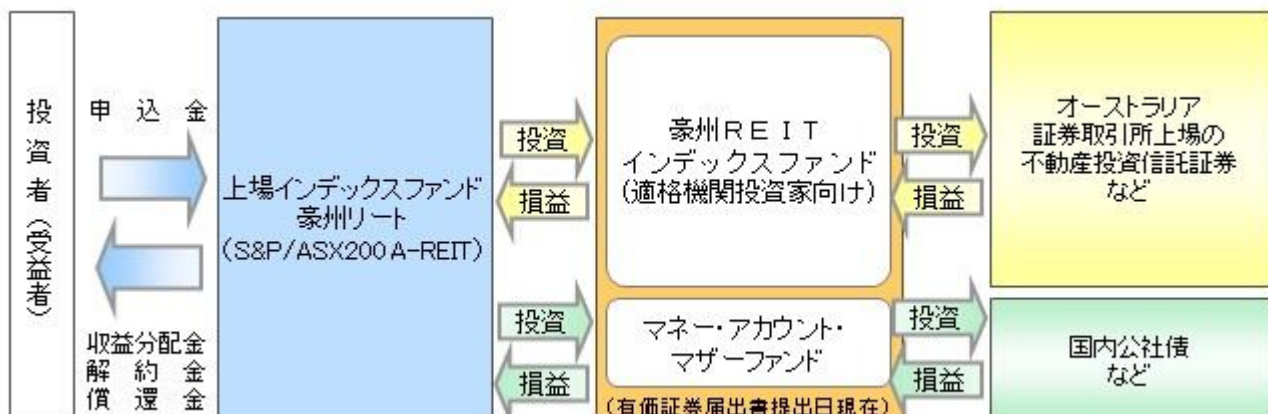 投資者（受益者）
申込金
収益分配金
解約金
償還金
上場インデックスファンド
豪州リート
（S&P/ASX200 A-REIT）
投資
損益
投資
損益
豪州ＲＥＩＴ
インデックスファンド
（適格機関投資家向け）
マネー・アカウント・
マザーファンド
（有価証券届出書提出日現在）
投資
損益
投資
損益
オーストラリア
証券取引所上場の
不動産投資信託証券
など
国内公社債
など